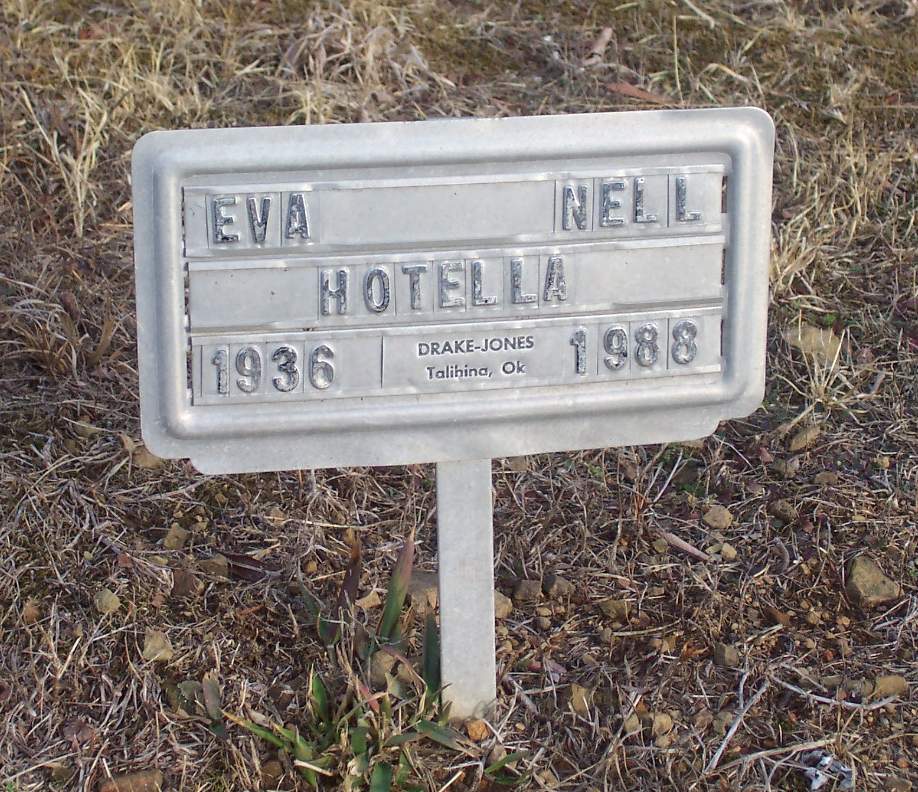 EVA NELL
HOTELLA
1936 DRAKE-JONES 1988
Talihina, Ok